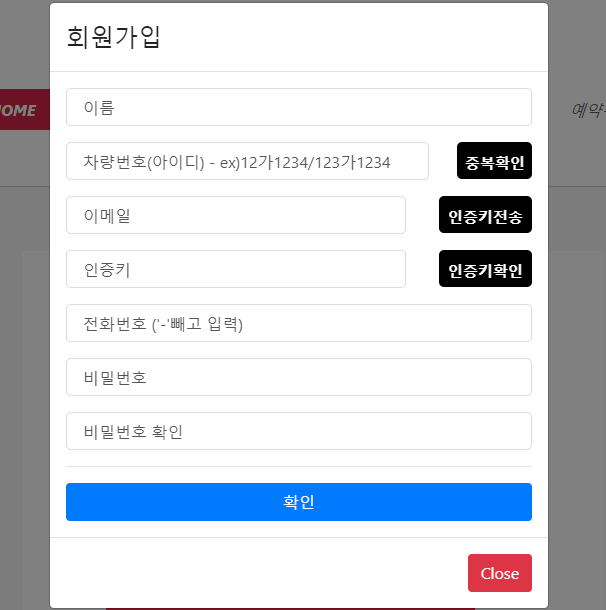 회원가입
HOME
예약
이름
차량번호(아이디) - ex)12가1234/123가1234
중복확인
이메일
인증키전송
인증키
인증키확인
전화번호 ('-'빼고 입력)
비밀번호
비밀번호 확인
확인
Close